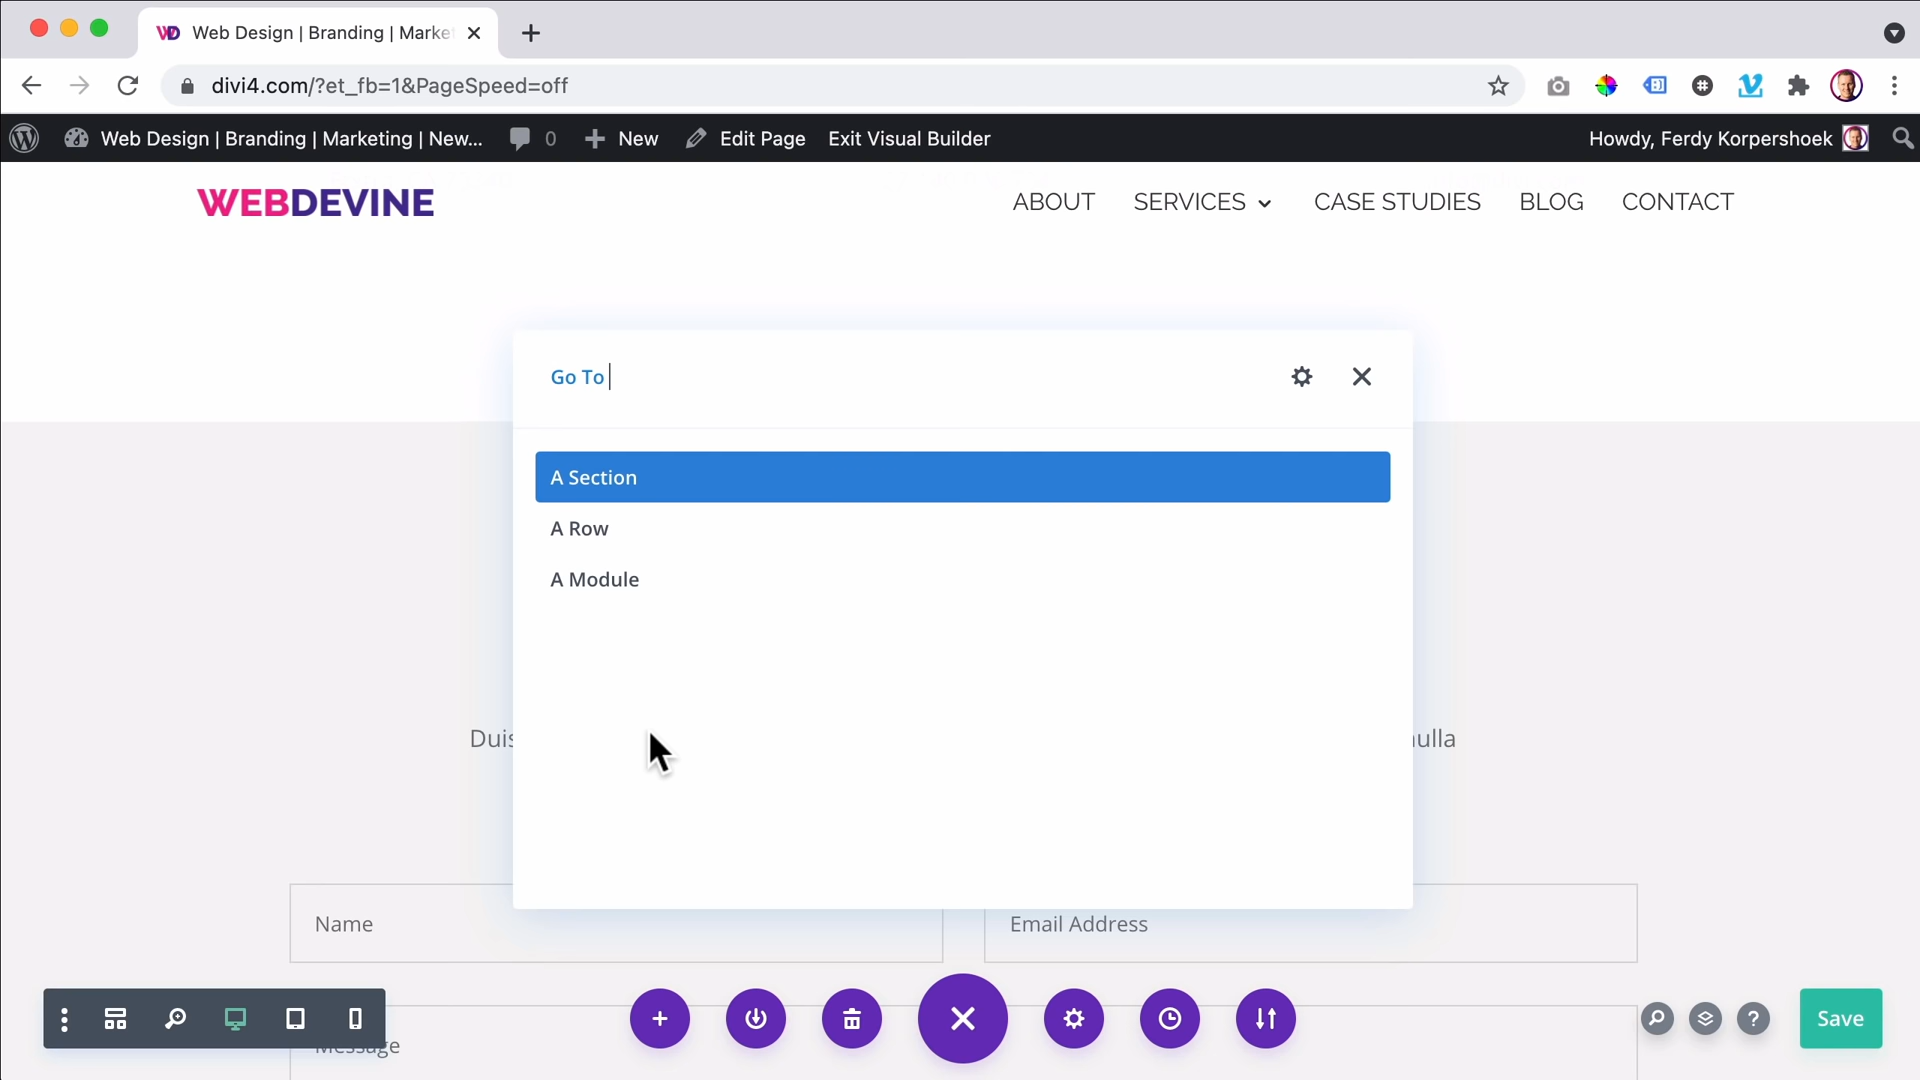 Web Design | Branding | Marke
divi4.com/?et_fb=1&PageSpeed=off
Web Design | Branding | Marketing | New... 0 New Edit Page Exit Visual Builder Howdy, Ferdy Korpershoek
WEBDEVINE ABOUT SERVICES CASE STUDIES BLOG CONTACT
Go To
A Section
A Row
A Module
Duis nulla
Name Email Address
Message
Save